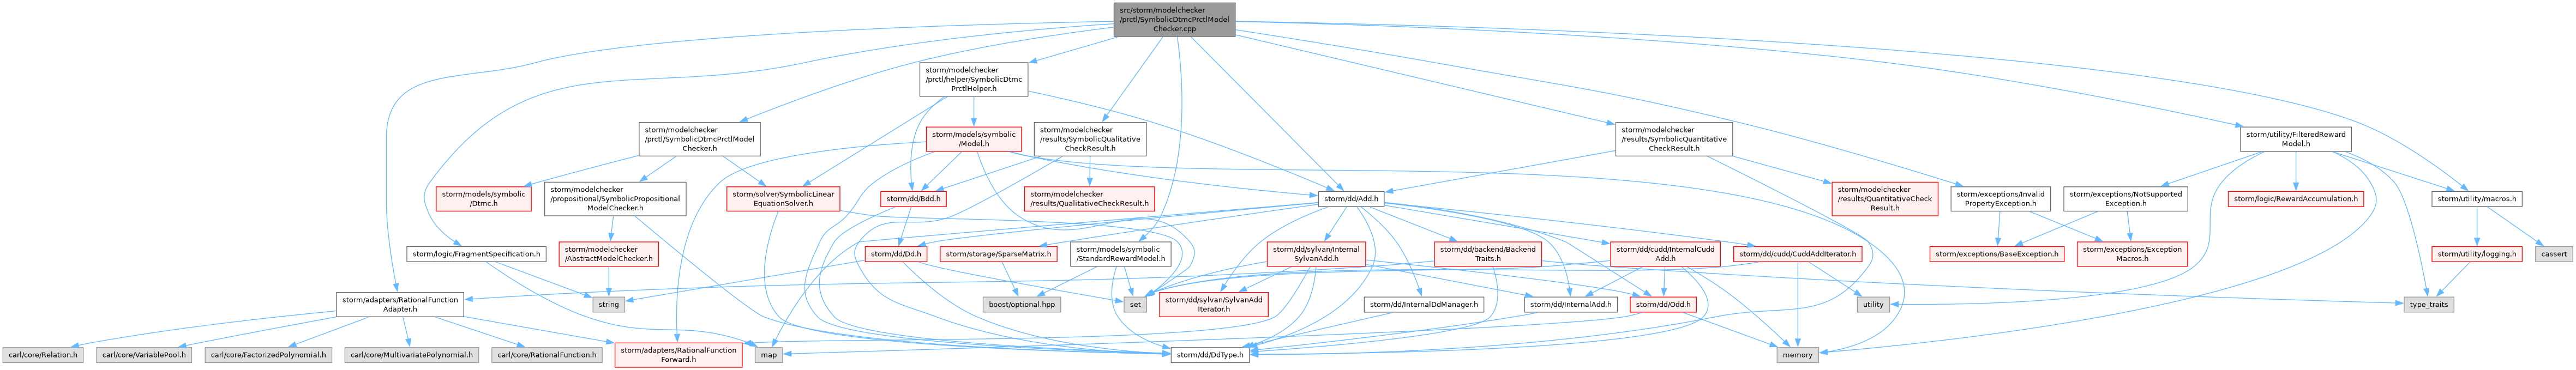 src/storm/modelchecker
/prctl/SymbolicDtmcPrctlModel
Checker.cpp
storm/modelchecker
/prctl/helper/SymbolicDtmc
PrctlHelper.h
storm/modelchecker
/prctl/SymbolicDtmcPrctlModel
Checker.h
storm/models/symbolic
/Model.h
storm/modelchecker
/results/SymbolicQualitative
CheckResult.h
storm/modelchecker
/results/SymbolicQuantitative
CheckResult.h
storm/utility/FilteredReward
Model.h
storm/models/symbolic
/Dtmc.h
storm/modelchecker
/propositional/SymbolicPropositional
ModelChecker.h
storm/solver/SymbolicLinear
EquationSolver.h
storm/dd/Bdd.h
storm/modelchecker
/results/QualitativeCheckResult.h
storm/dd/Add.h
storm/modelchecker
/results/QuantitativeCheck
Result.h
storm/exceptions/Invalid
PropertyException.h
storm/exceptions/NotSupported
Exception.h
storm/logic/RewardAccumulation.h
storm/utility/macros.h
storm/logic/FragmentSpecification.h
storm/modelchecker
/AbstractModelChecker.h
storm/dd/Dd.h
storm/storage/SparseMatrix.h
storm/models/symbolic
/StandardRewardModel.h
storm/dd/sylvan/Internal
SylvanAdd.h
storm/dd/backend/Backend
Traits.h
storm/dd/cudd/InternalCudd
Add.h
storm/dd/cudd/CuddAddIterator.h
storm/exceptions/BaseException.h
storm/exceptions/Exception
Macros.h
storm/utility/logging.h
cassert
storm/adapters/RationalFunction
Adapter.h
string
boost/optional.hpp
set
storm/dd/sylvan/SylvanAdd
Iterator.h
storm/dd/InternalDdManager.h
storm/dd/InternalAdd.h
storm/dd/Odd.h
utility
type_traits
carl/core/Relation.h
carl/core/VariablePool.h
carl/core/FactorizedPolynomial.h
carl/core/MultivariatePolynomial.h
carl/core/RationalFunction.h
storm/adapters/RationalFunction
Forward.h
map
storm/dd/DdType.h
memory